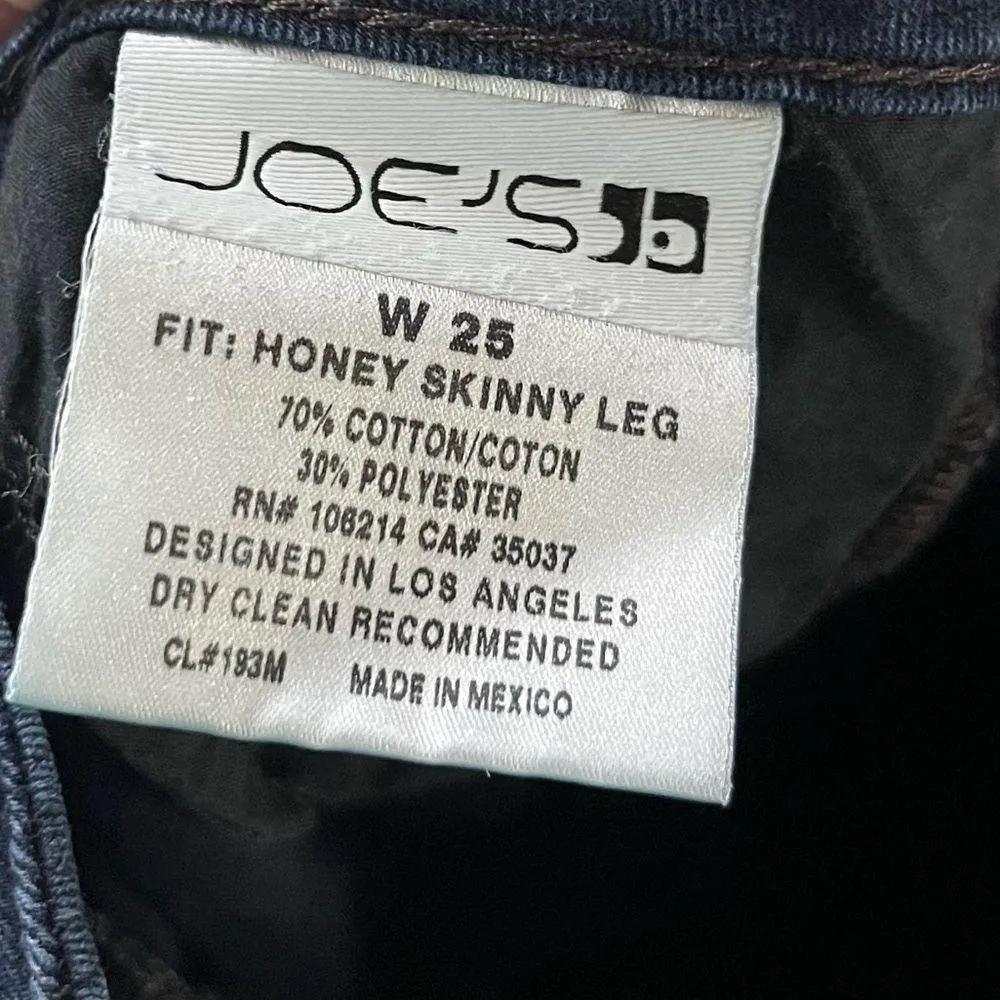 JOE'S
W 25
FIT: HONEY SKINNY LEG
70% COTTON/COTON
30% POLYESTER
RN# 106214 CA# 35037
DESIGNED IN LOS ANGELES
DRY CLEAN RECOMMENDED
CL#193M MADE IN MEXICO